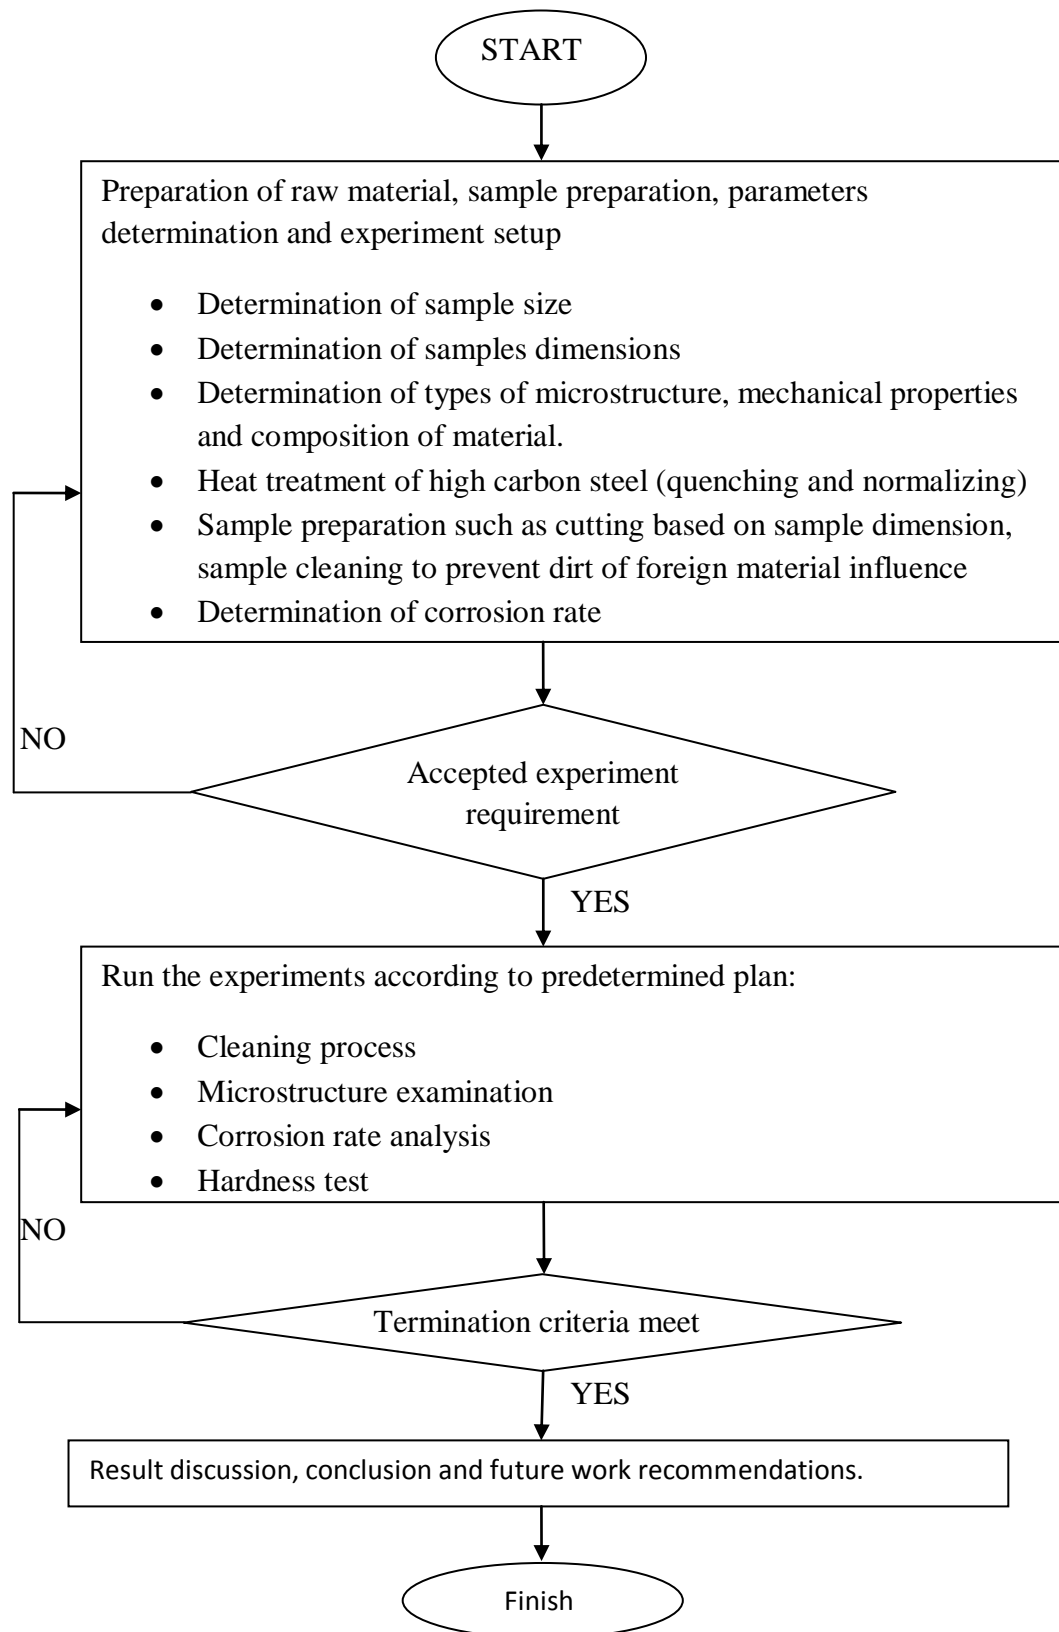 START
Preparation of raw material, sample preparation, parameters
determination and experiment setup
• Determination of sample size
• Determination of samples dimensions
• Determination of types of microstructure, mechanical properties
and composition of material.
• Heat treatment of high carbon steel (quenching and normalizing)
• Sample preparation such as cutting based on sample dimension,
sample cleaning to prevent dirt of foreign material influence
• Determination of corrosion rate
NO
Accepted experiment
requirement
YES
Run the experiments according to predetermined plan:
• Cleaning process
• Microstructure examination
• Corrosion rate analysis
• Hardness test
NO
Termination criteria meet
YES
Result discussion, conclusion and future work recommendations.
Finish